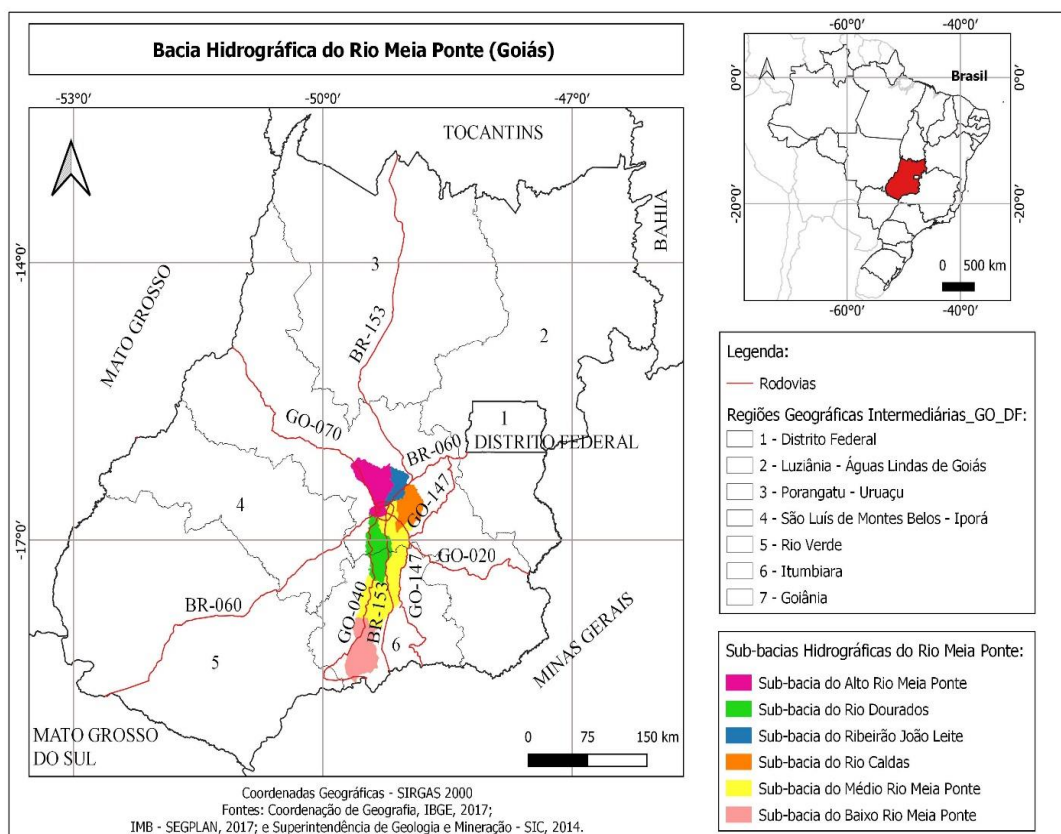 Bacia Hidrográfica do Rio Meia Ponte (Goiás)
-53°0'
-50°0'
-47°0'
TOCANTINS
BAHIA
MATO GROSSO
-14°0'
3
BR-153
2
GO-070
1
DISTRITO FEDERAL
BR-060
GO-147
4
-17°0'
GO-020
GO-147
BR-060
GO-040
BR-153
6
5
MINAS GERAIS
MATO GROSSO
DO SUL
0 75 150 km
Coordenadas Geográficas - SIRGAS 2000
Fontes: Coordenação de Geografia, IBGE, 2017;
IMB - SEGPLAN, 2017; e Superintendência de Geologia e Mineração - SIC, 2014.
-60°0'
-40°0'
Brasil
0°0'
0°0'
-20°0'
-20°0'
0 500 km
-60°0'
-40°0'
Legenda:
Rodovias
Regiões Geográficas Intermediárias_GO_DF:
1 - Distrito Federal
2 - Luziânia - Águas Lindas de Goiás
3 - Porangatu - Uruaçu
4 - São Luís de Montes Belos - Iporá
5 - Rio Verde
6 - Itumbiara
7 - Goiânia
Sub-bacias Hidrográficas do Rio Meia Ponte:
Sub-bacia do Alto Rio Meia Ponte
Sub-bacia do Rio Dourados
Sub-bacia do Ribeirão João Leite
Sub-bacia do Rio Caldas
Sub-bacia do Médio Rio Meia Ponte
Sub-bacia do Baixo Rio Meia Ponte